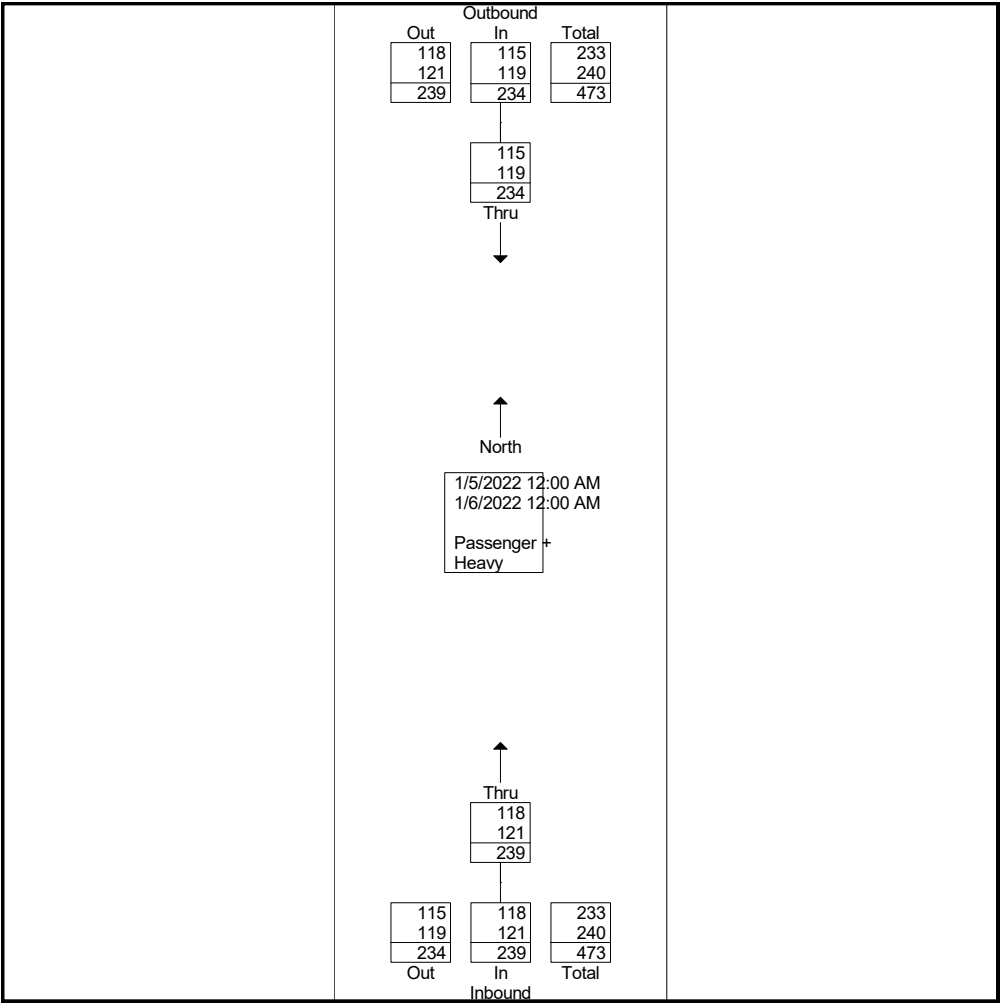 Outbound
Out In Total
118 115 233
121 119 240
239 234 473
115
119
234
Thru
North
1/5/2022 12:00 AM
1/6/2022 12:00 AM
Passenger +
Heavy
Thru
118
121
239
115 118 233
119 121 240
234 239 473
Out In Total
Inbound